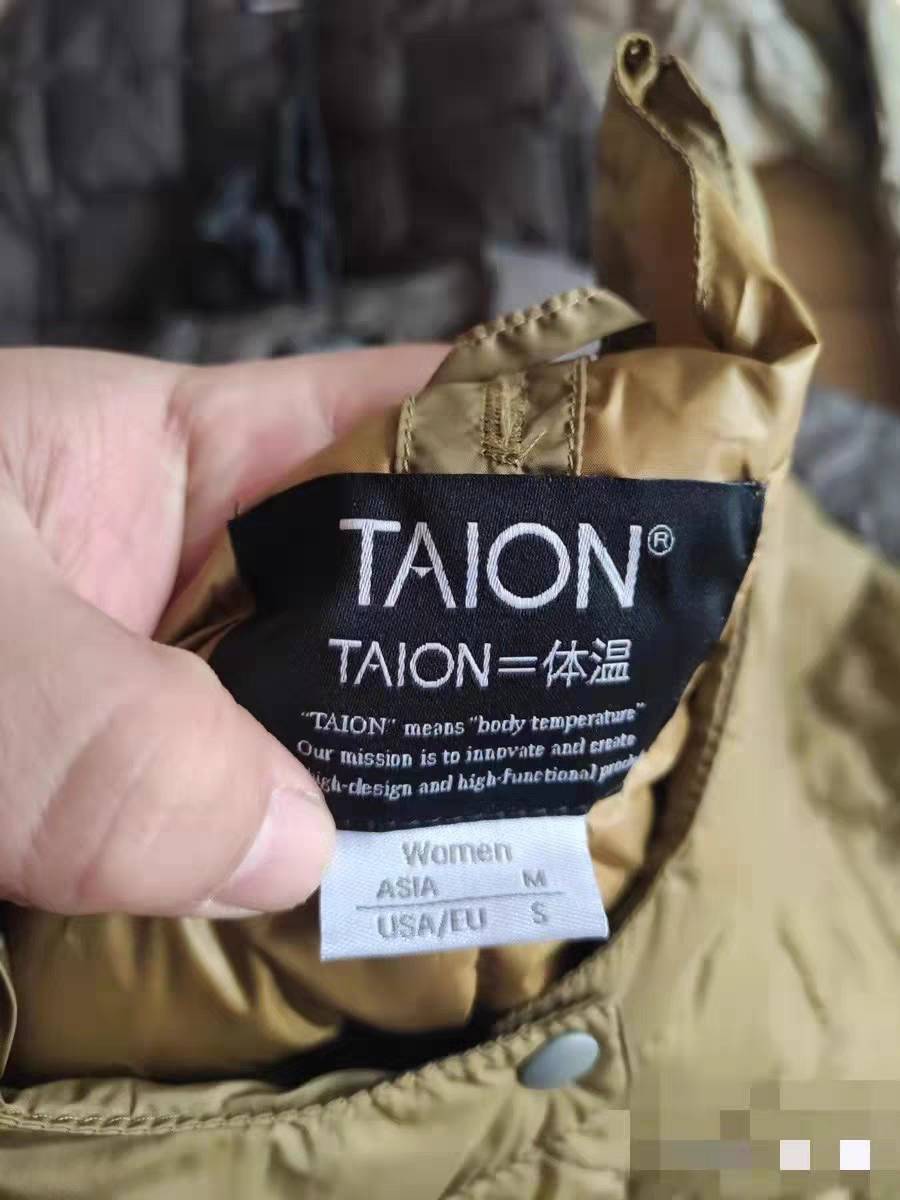 TAION®
TAION=体温
"TAION" means "body temperature"
Our mission is to innovate and create
high-design and high-functional
Women
ASIA M
USA/EU S